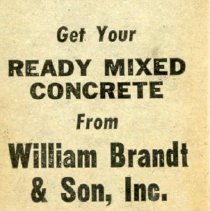 Get Your
READY MIXED
CONCRETE
From
William Brandt
& Son, Inc.